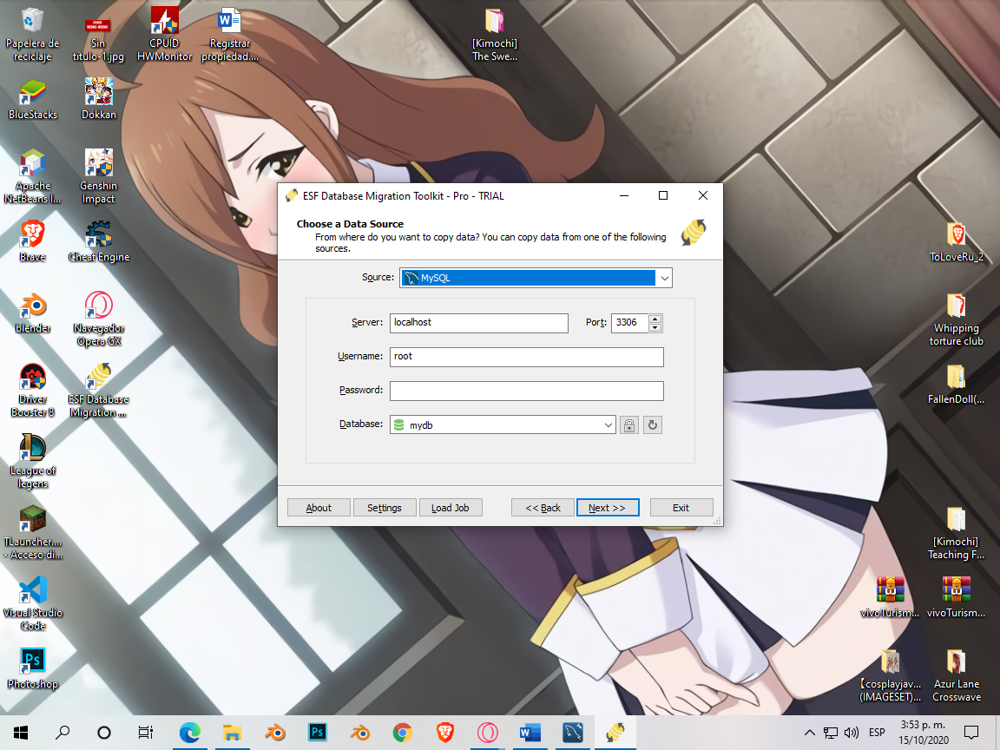 Papelera de
reciclaje
Sin
título-1.jpg
CPUID
HWMonitor
Registrar
propiedad....
[Kimochi]
The Swe...
BlueStacks
Dokkan
Apache
NetBeans I...
Genshin
Impact
Brave
Cheat Engine
blender
Navegador
Opera GX
Driver
Booster 8
ESF Database
Migration ...
League of
legens
TLauncher....
- Acceso di...
Visual Studio
Code
Photoshop
ESF Database Migration Toolkit - Pro - TRIAL
Choose a Data Source
From where do you want to copy data? You can copy data from one of the following
sources.
Source: MySQL
Server: localhost Port: 3306
Username: root
Password:
Database: mydb
About Settings Load Job << Back Next >> Exit
ToLoveRu_2
Whipping
torture club
FallenDoll(...
[Kimochi]
Teaching F...
vivoTurism...
vivoTurism...
【cosplayjav...
(IMAGESET)...
Azur Lane
Crosswave
ESP
3:53 p. m.
15/10/2020